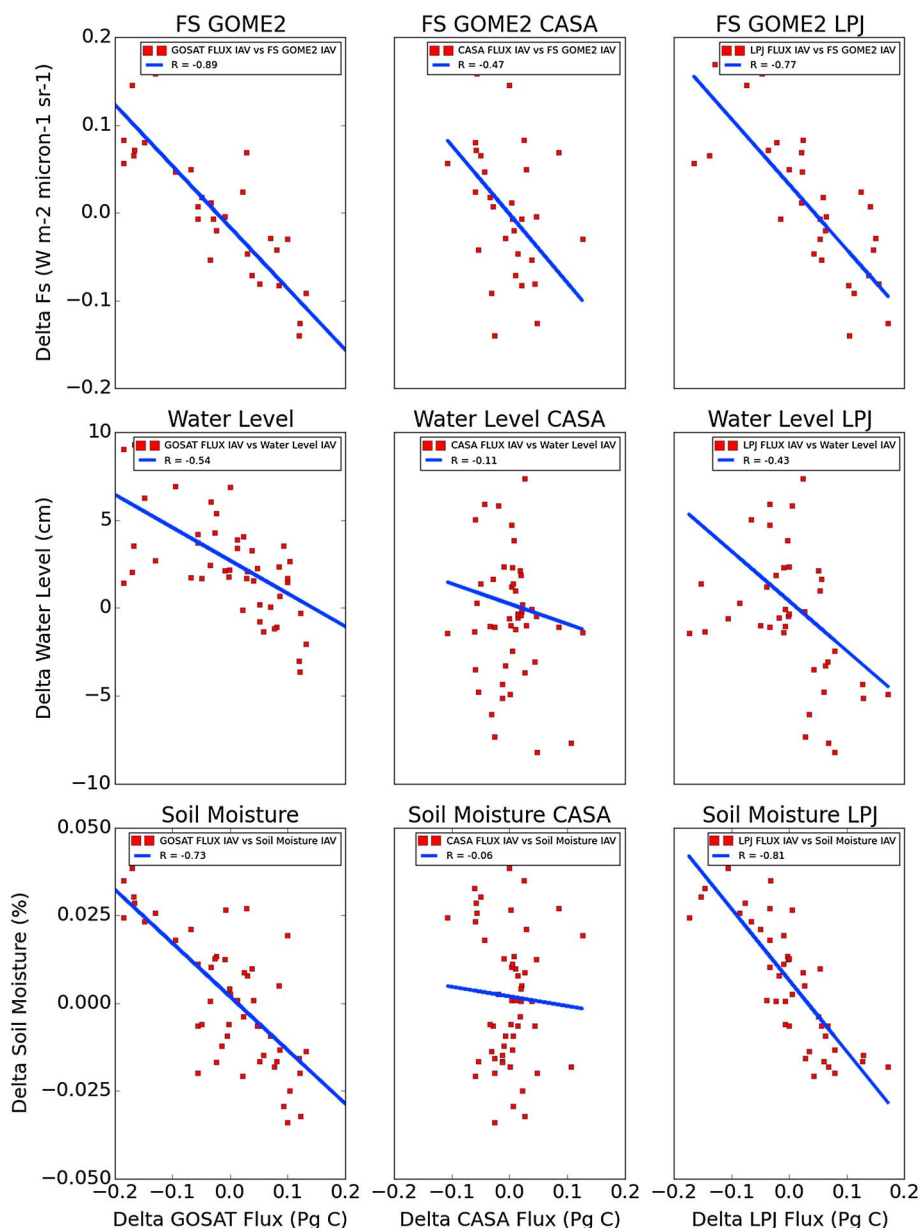 FS GOME2
FS GOME2 CASA
FS GOME2 LPJ
GOSAT FLUX IAV vs FS GOME2 IAV
R = -0.89
CASA FLUX IAV vs FS GOME2 IAV
R = -0.47
LPJ FLUX IAV vs FS GOME2 IAV
R = -0.77
0.2
0.1
0.0
−0.1
−0.2
Delta Fs (W m-2 micron-1 sr-1)
Water Level
Water Level CASA
Water Level LPJ
GOSAT FLUX IAV vs Water Level IAV
R = -0.54
CASA FLUX IAV vs Water Level IAV
R = -0.11
LPJ FLUX IAV vs Water Level IAV
R = -0.43
10
5
0
−5
−10
Delta Water Level (cm)
Soil Moisture
Soil Moisture CASA
Soil Moisture LPJ
GOSAT FLUX IAV vs Soil Moisture IAV
R = -0.73
CASA FLUX IAV vs Soil Moisture IAV
R = -0.06
LPJ FLUX IAV vs Soil Moisture IAV
R = -0.81
0.050
0.025
0.000
−0.025
−0.050
Delta Soil Moisture (%)
−0.2 −0.1 0.0 0.1 0.2
−0.2 −0.1 0.0 0.1 0.2
−0.2 −0.1 0.0 0.1 0.2
Delta GOSAT Flux (Pg C)
Delta CASA Flux (Pg C)
Delta LPJ Flux (Pg C)